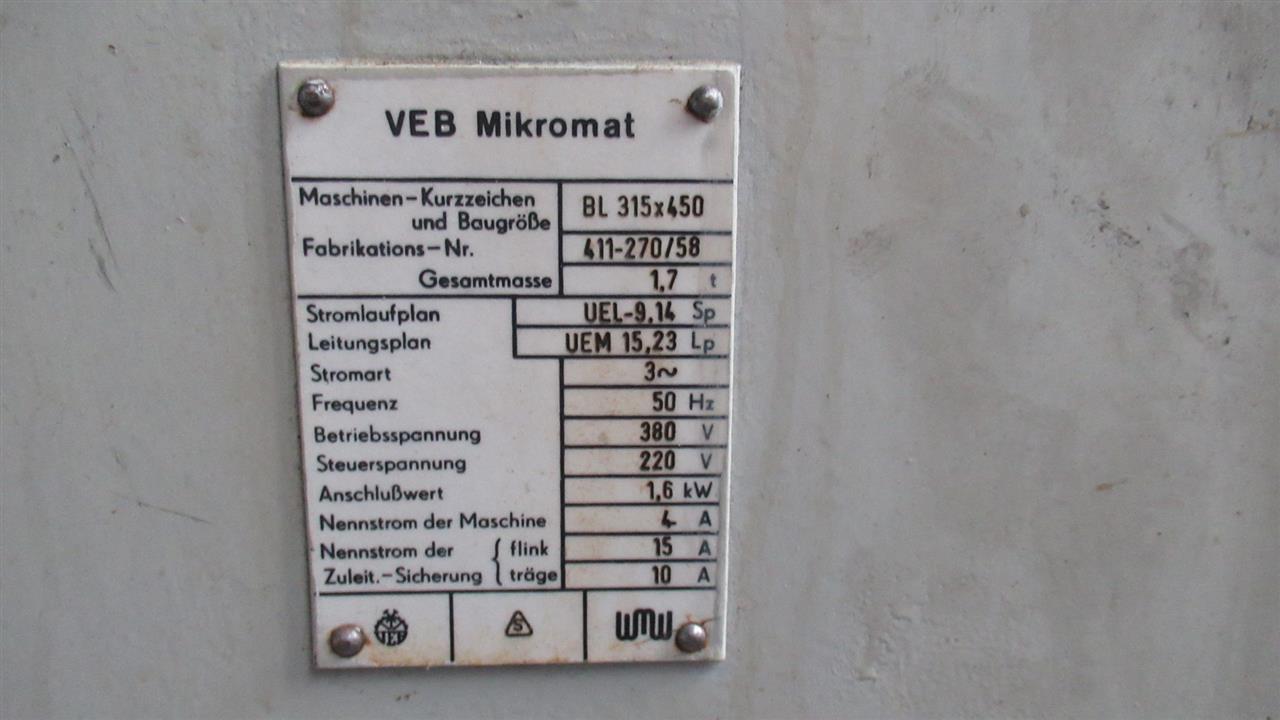 VEB Mikromat
Maschinen-Kurzzeichen
und Baugröße BL 315x450
Fabrikations-Nr. 411-270/58
Gesamtmasse 1,7 t
Stromlaufplan UEL-9.14 Sp
Leitungsplan UEM 15,23 Lp
Stromart 3~
Frequenz 50 Hz
Betriebsspannung 380 V
Steuerspannung 220 V
Anschlußwert 1,6 kW
Nennstrom der Maschine 4 A
Nennstrom der { flink 15 A
Zuleit.-Sicherung { träge 10 A
S WMW